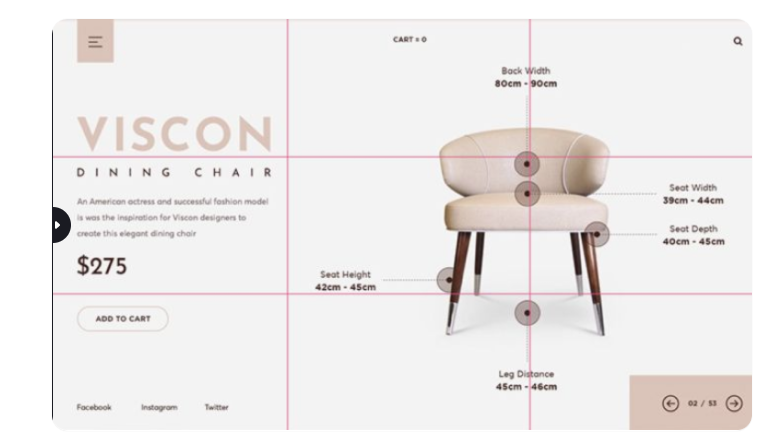 CART = 0
Back Width
80cm - 90cm
VISCON
DINING CHAIR
An American actress and successful fashion model
is was the inspiration for Viscon designers to
create this elegant dining chair
$275
ADD TO CART
Seat Width
39cm - 44cm
Seat Depth
40cm - 45cm
Seat Height
42cm - 45cm
Leg Distance
45cm - 46cm
Facebook Instagram Twitter
02 / 53